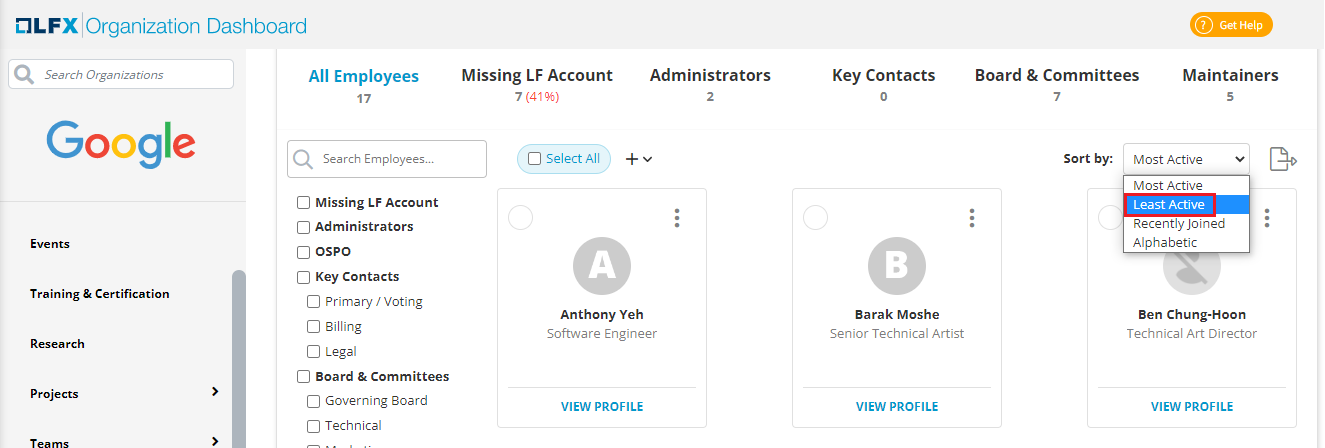 LFX Organization Dashboard
? Get Help
Search Organizations
Google
Events
Training & Certification
Research
Projects
Teams
All Employees
17
Missing LF Account
7 (41%)
Administrators
2
Key Contacts
0
Board & Committees
7
Maintainers
5
Search Employees...
Select All
Sort by:
Most Active
Most Active
Least Active
Recently Joined
Alphabetic
Missing LF Account
Administrators
OSPO
Key Contacts
Primary / Voting
Billing
Legal
Board & Committees
Governing Board
Technical
A
Anthony Yeh
Software Engineer
VIEW PROFILE
B
Barak Moshe
Senior Technical Artist
VIEW PROFILE
Ben Chung-Hoon
Technical Art Director
VIEW PROFILE